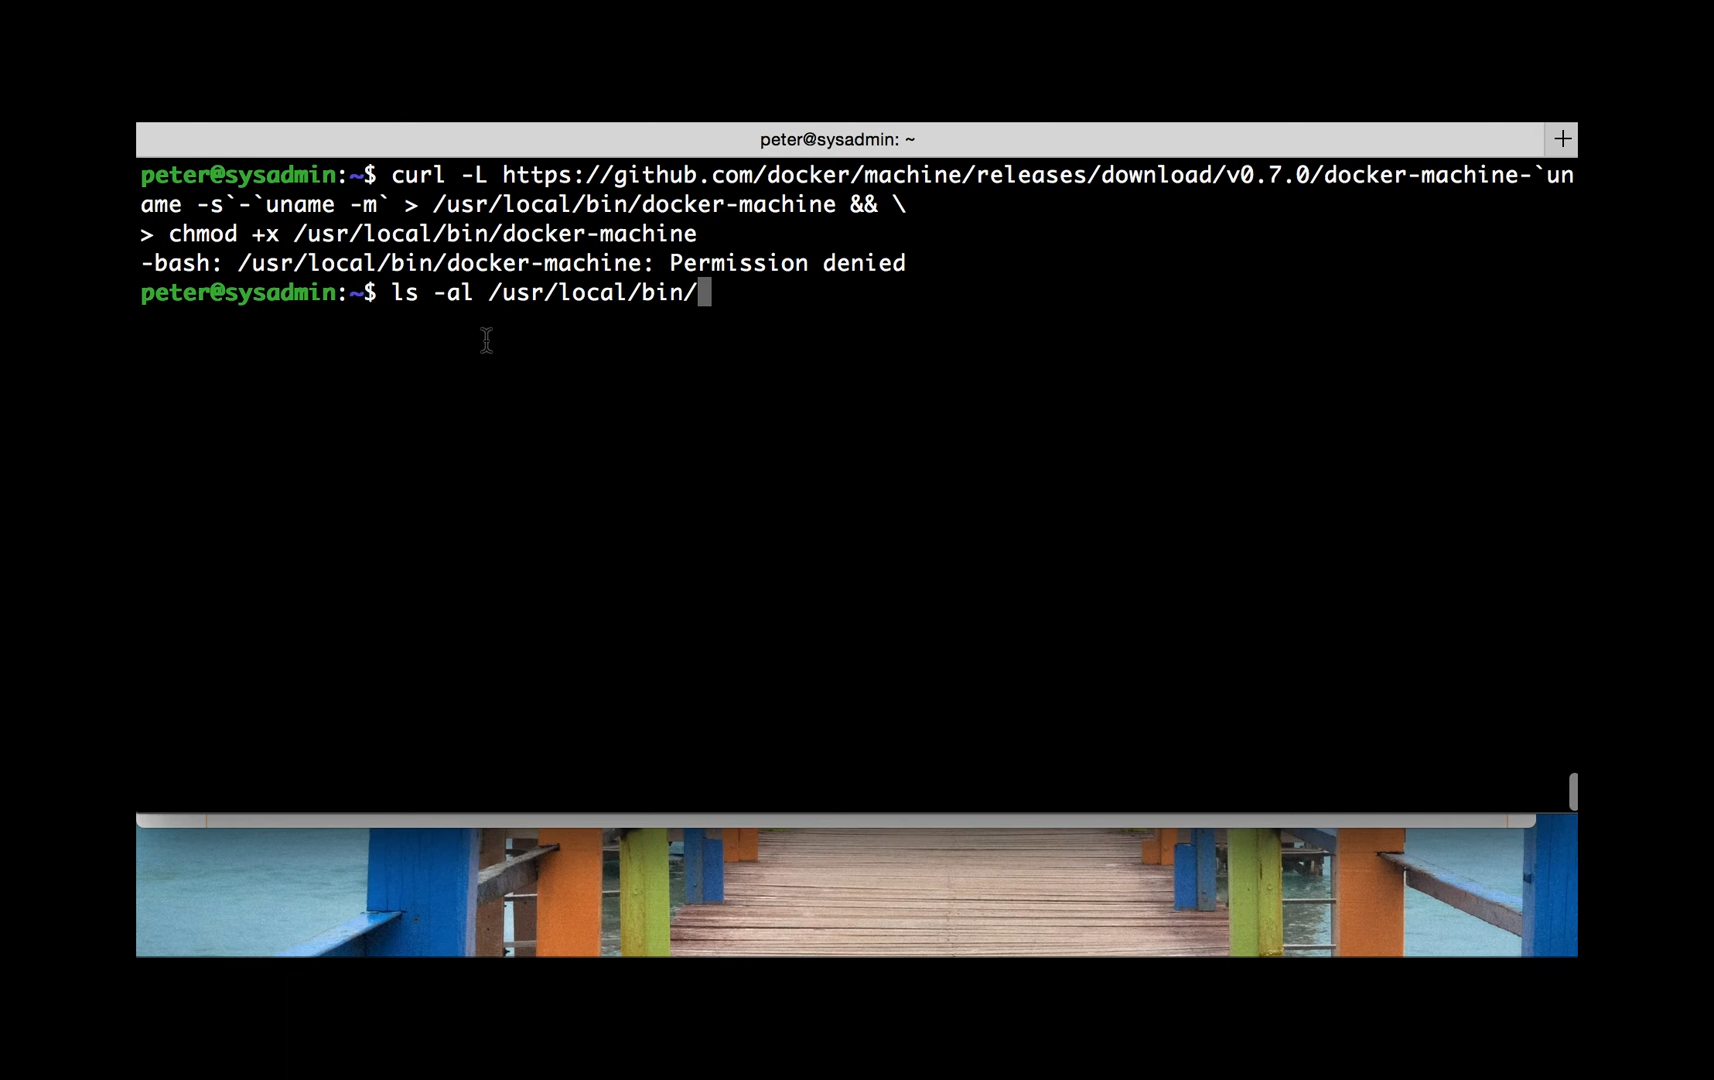 peter@sysadmin: ~
+
peter@sysadmin:~$ curl -L https://github.com/docker/machine/releases/download/v0.7.0/docker-machine-`un
ame -s`-`uname -m` > /usr/local/bin/docker-machine && \
> chmod +x /usr/local/bin/docker-machine
-bash: /usr/local/bin/docker-machine: Permission denied
peter@sysadmin:~$ ls -al /usr/local/bin/